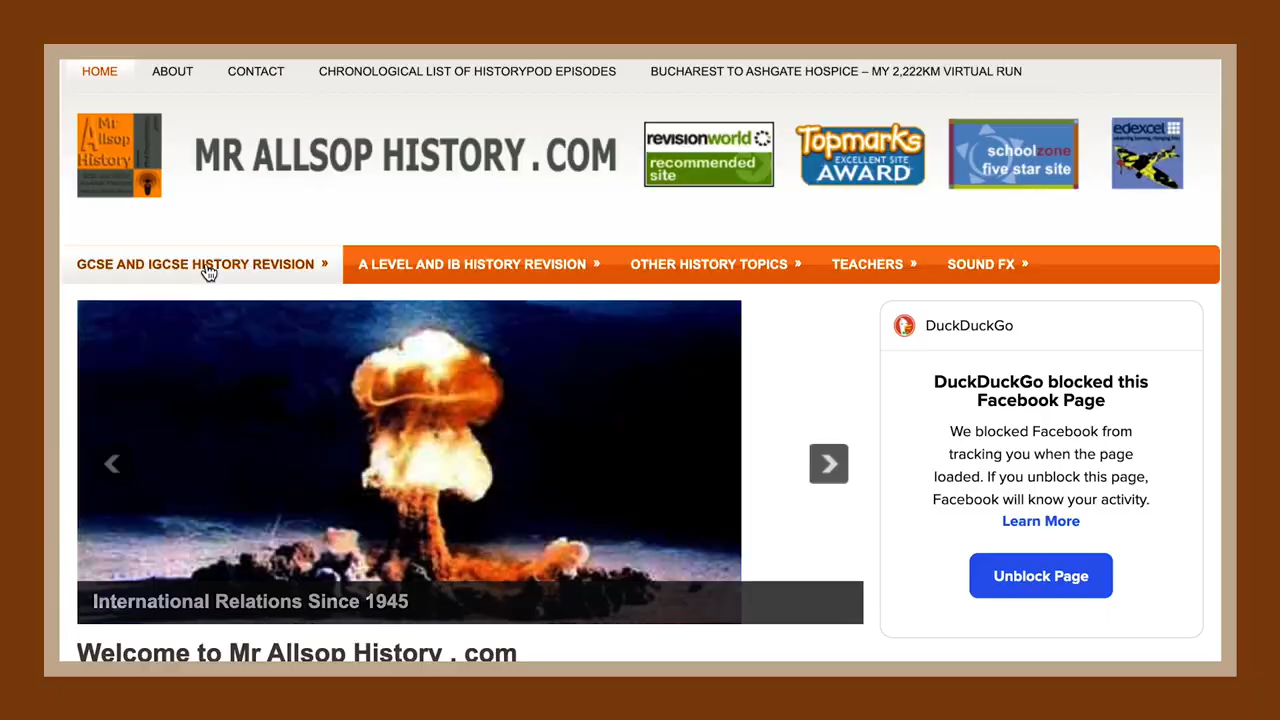 HOME ABOUT CONTACT CHRONOLOGICAL LIST OF HISTORYPOD EPISODES BUCHAREST TO ASHGATE HOSPICE – MY 2,222KM VIRTUAL RUN
Mr
Allsop
History
MR ALLSOP HISTORY . COM
revisionworld
recommended
site
Topmarks
EXCELLENT SITE
AWARD
schoolzone
five star site
edexcel
GCSE AND IGCSE HISTORY REVISION » A LEVEL AND IB HISTORY REVISION » OTHER HISTORY TOPICS » TEACHERS » SOUND FX »
International Relations Since 1945
DuckDuckGo
DuckDuckGo blocked this
Facebook Page
We blocked Facebook from
tracking you when the page
loaded. If you unblock this page,
Facebook will know your activity.
Learn More
Unblock Page
Welcome to Mr Allsop History . com